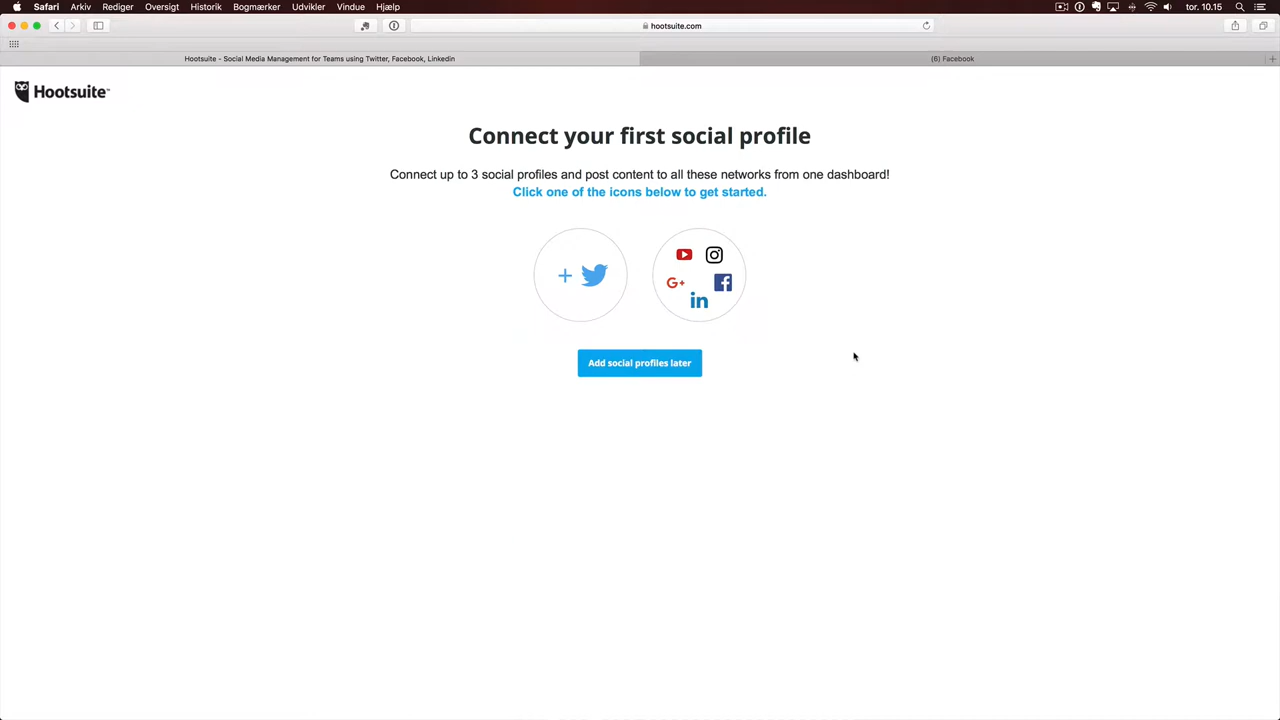 Safari Arkiv Rediger Oversigt Historik Bogmærker Udvikler Vindue Hjælp tor. 10.15
hootsuite.com
Hootsuite - Social Media Management for Teams using Twitter, Facebook, Linkedin (6) Facebook
Hootsuite™
Connect your first social profile
Connect up to 3 social profiles and post content to all these networks from one dashboard!
Click one of the icons below to get started.
+
G+
f
in
Add social profiles later